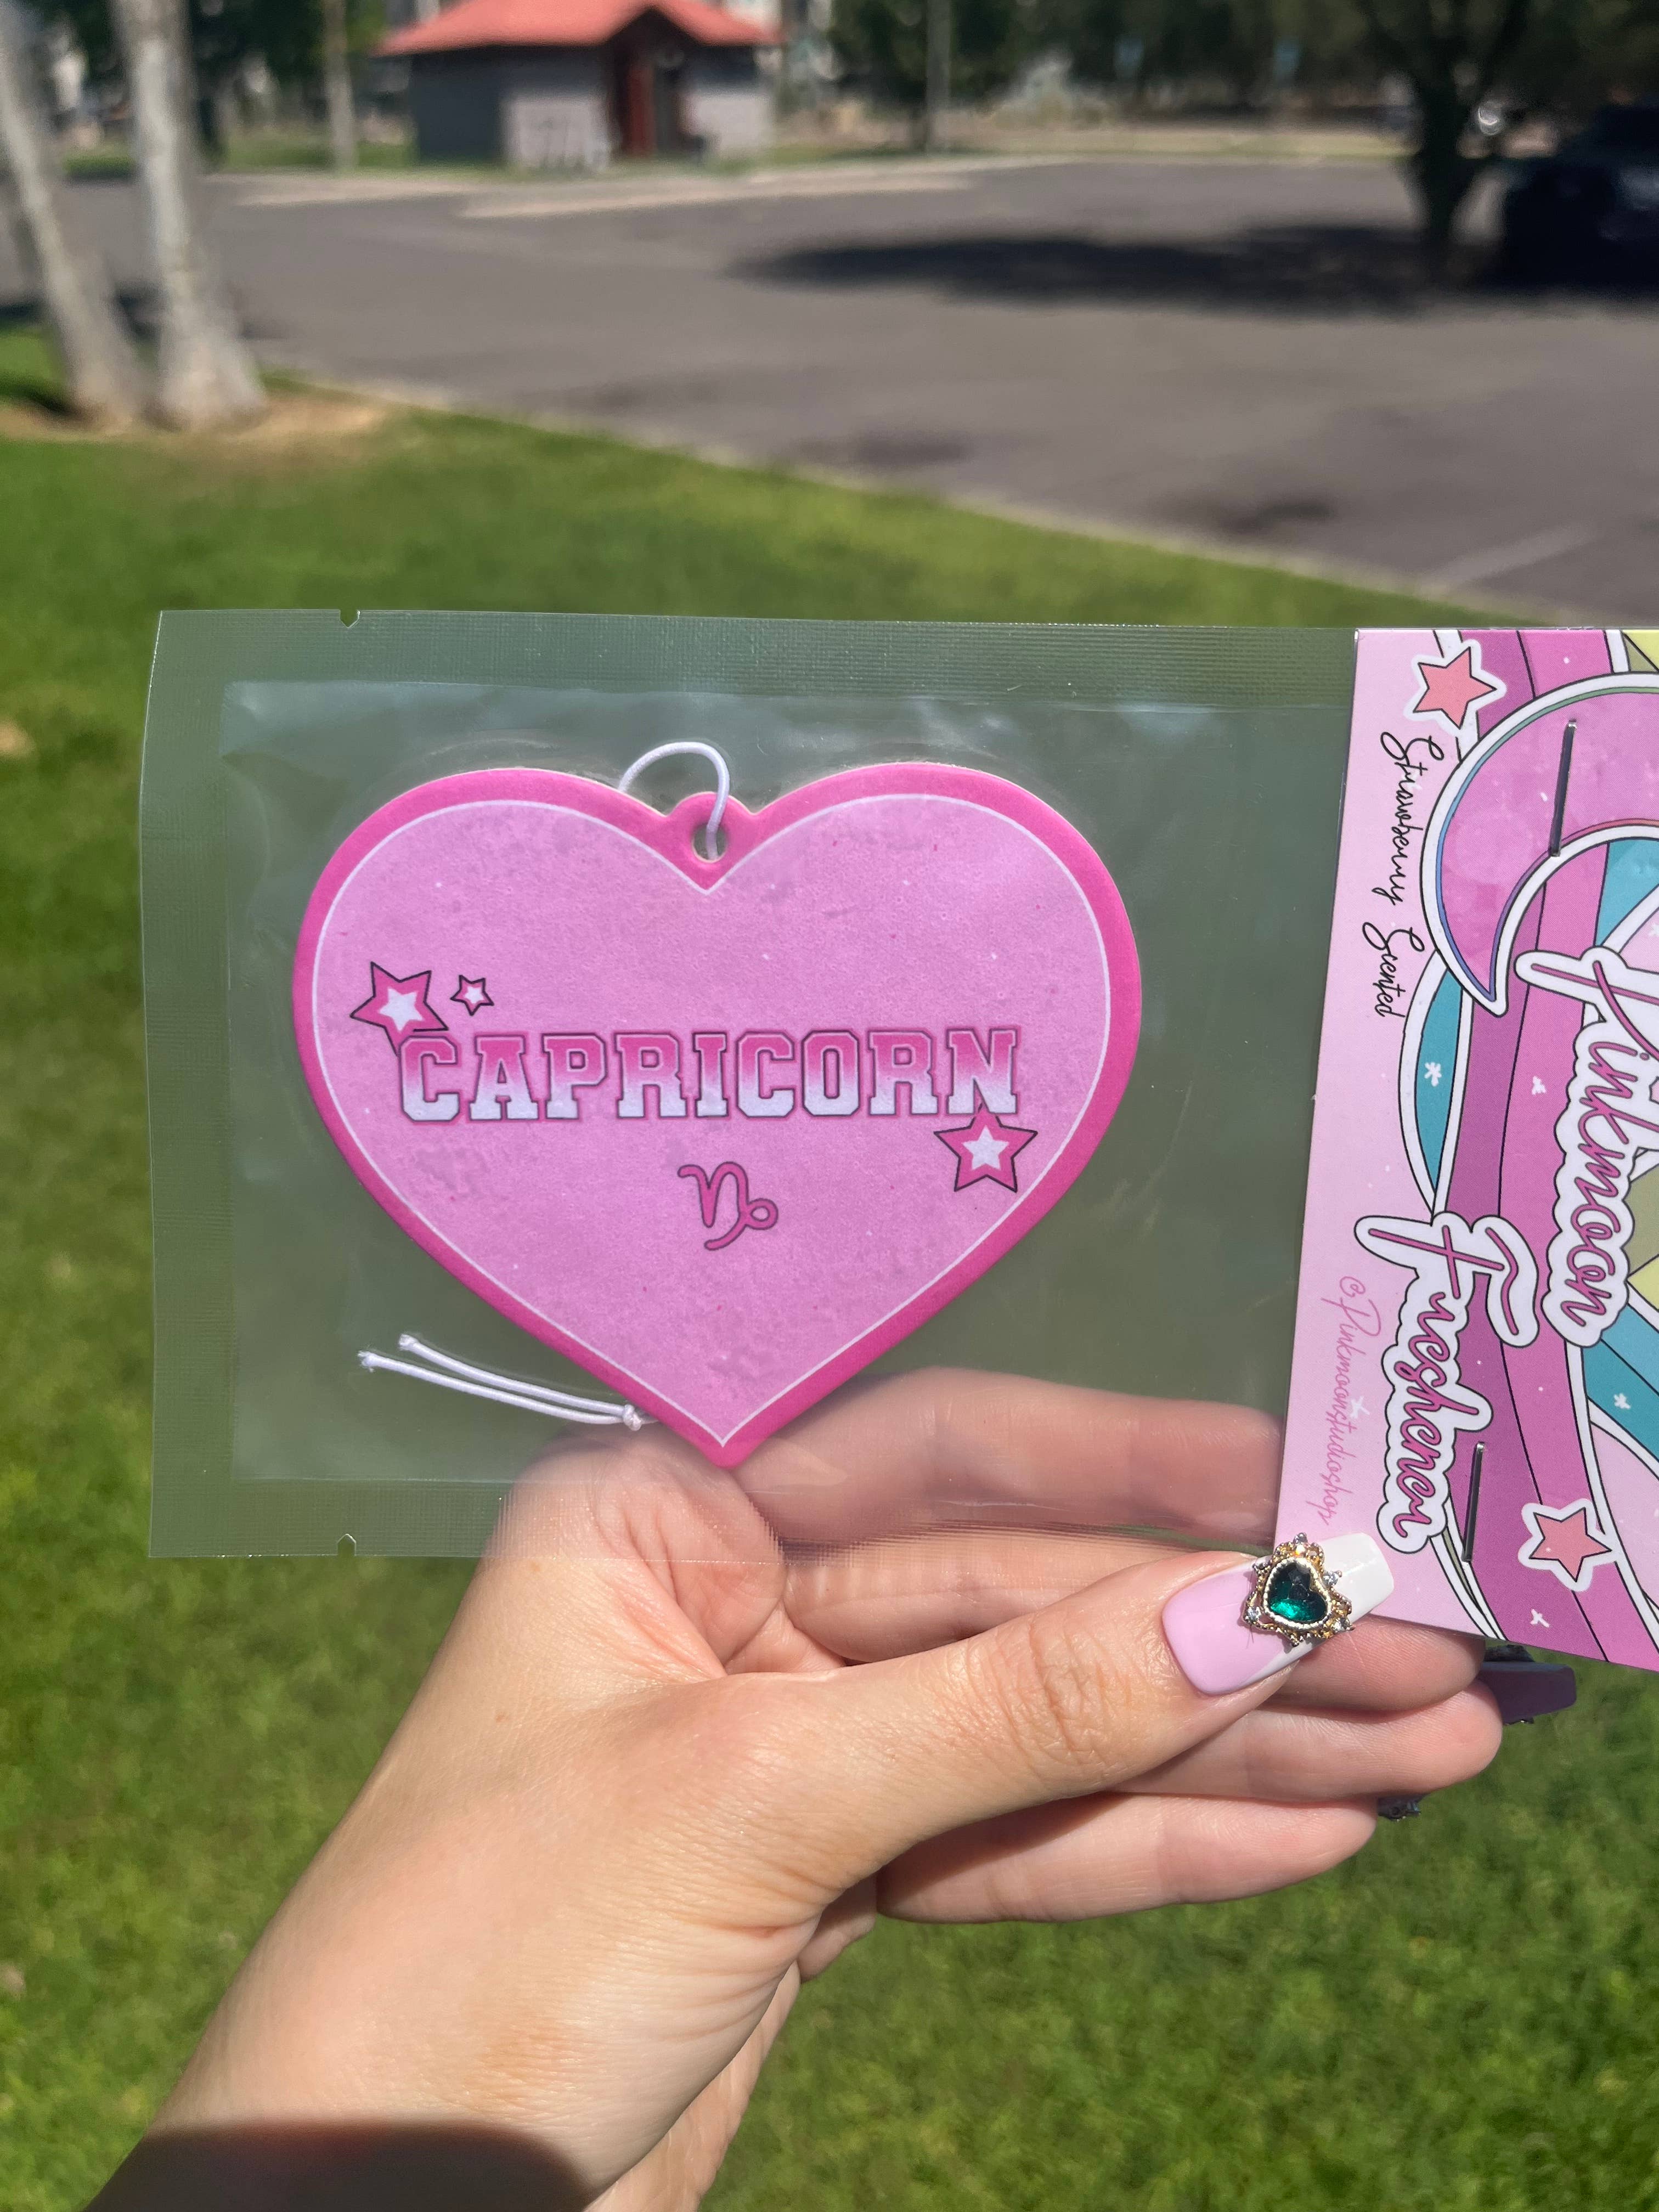 CAPRICORN
Strawberry Scented
Pinkmoon
Freshener
@Pinkmoonstudioshop